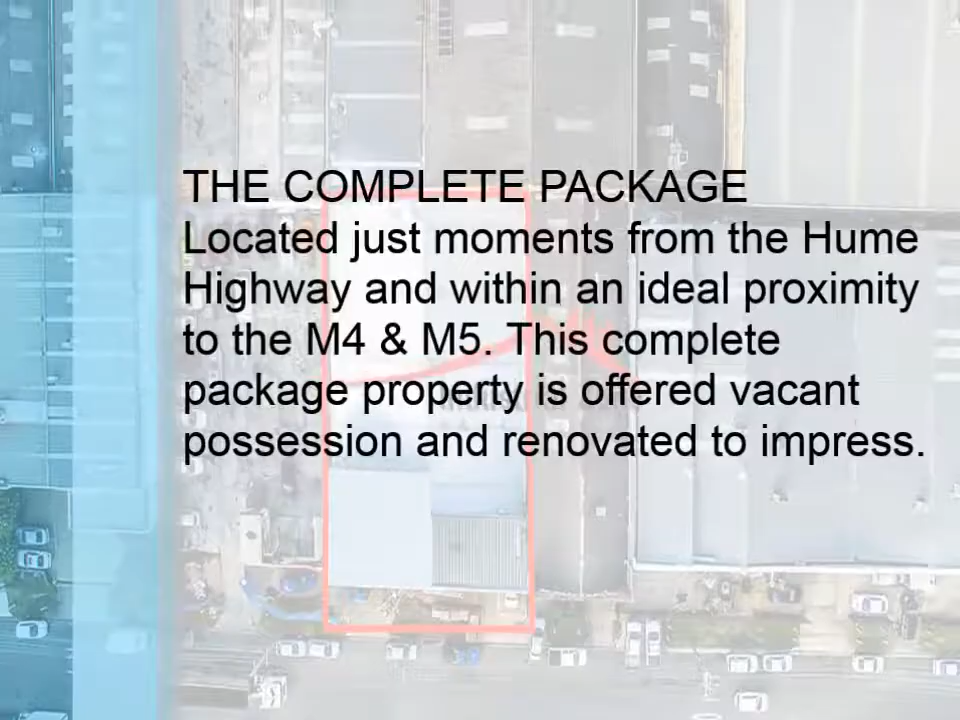 THE COMPLETE PACKAGE
Located just moments from the Hume
Highway and within an ideal proximity
to the M4 & M5. This complete
package property is offered vacant
possession and renovated to impress.